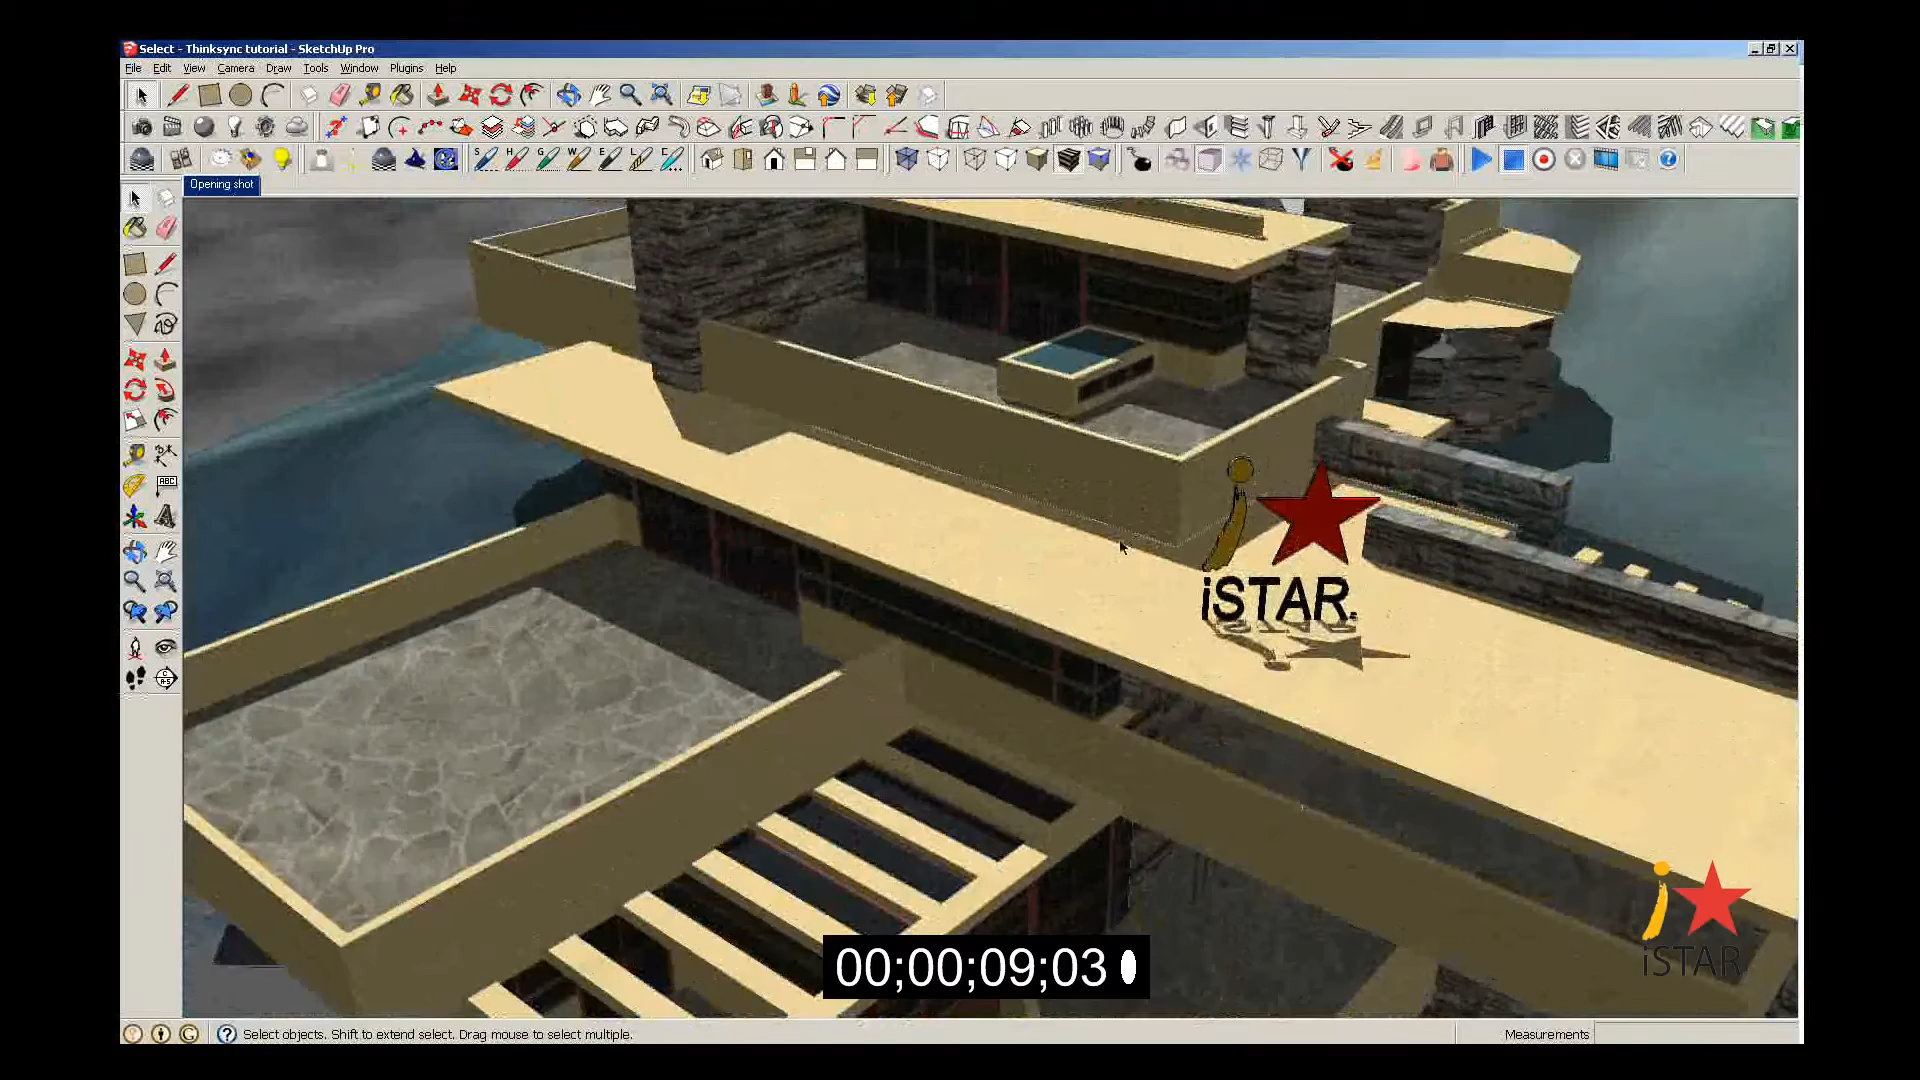 Select - Thinksync tutorial - SketchUp Pro
File Edit View Camera Draw Tools Window Plugins Help
S H G W E L C
Opening shot
ABC
A
iSTAR.
iSTAR
00;00;09;03
Select objects. Shift to extend select. Drag mouse to select multiple.
Measurements